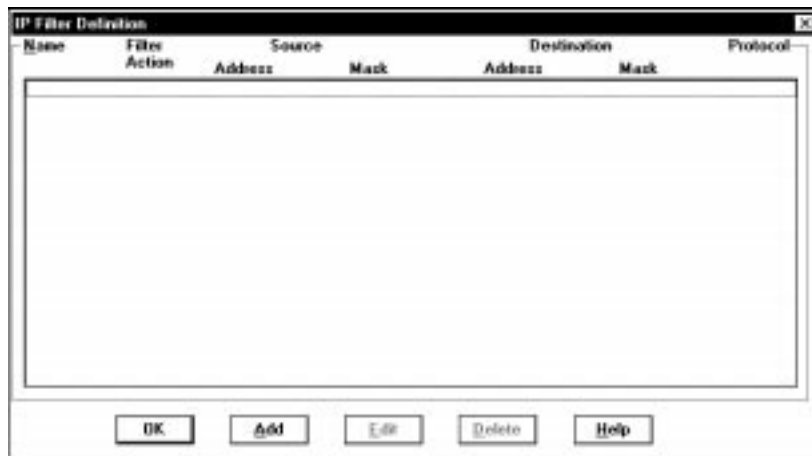 IP Filter Definition
Name Filter Source Destination Protocol
Action Address Mask Address Mask
OK Add Edit Delete Help